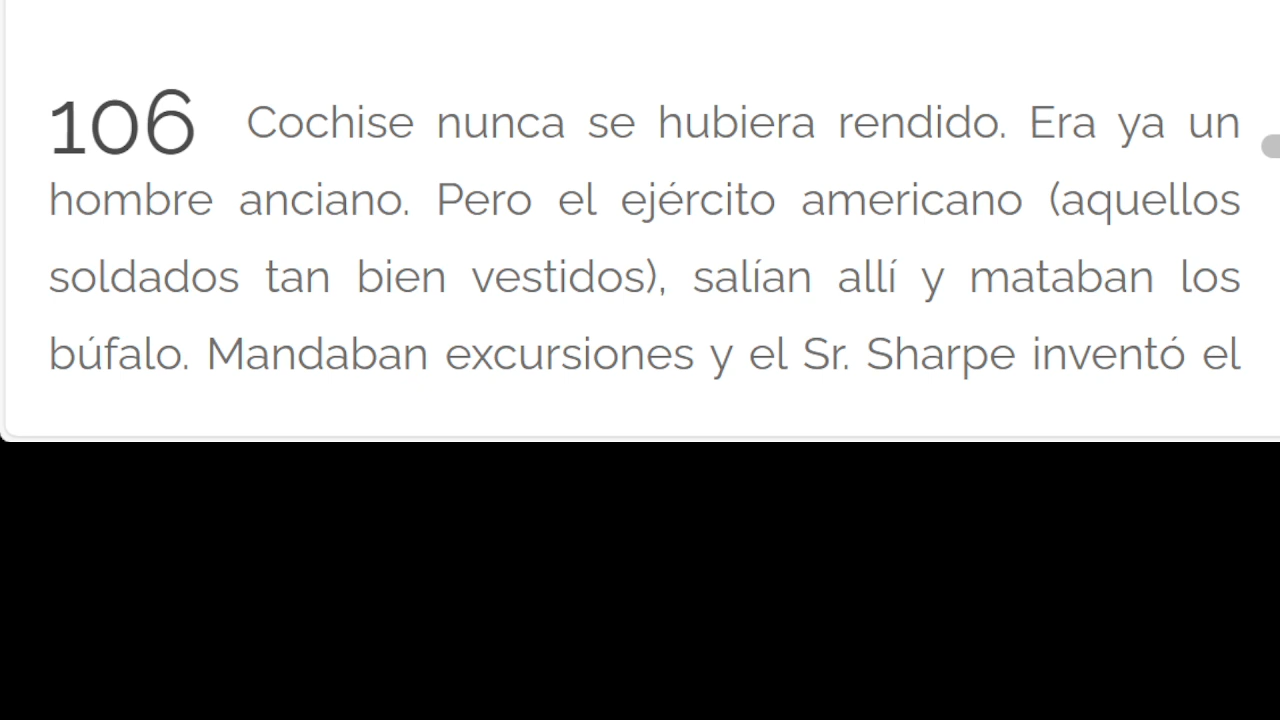 106 Cochise nunca se hubiera rendido. Era ya un
hombre anciano. Pero el ejército americano (aquellos
soldados tan bien vestidos), salían allí y mataban los
búfalo. Mandaban excursiones y el Sr. Sharpe inventó el